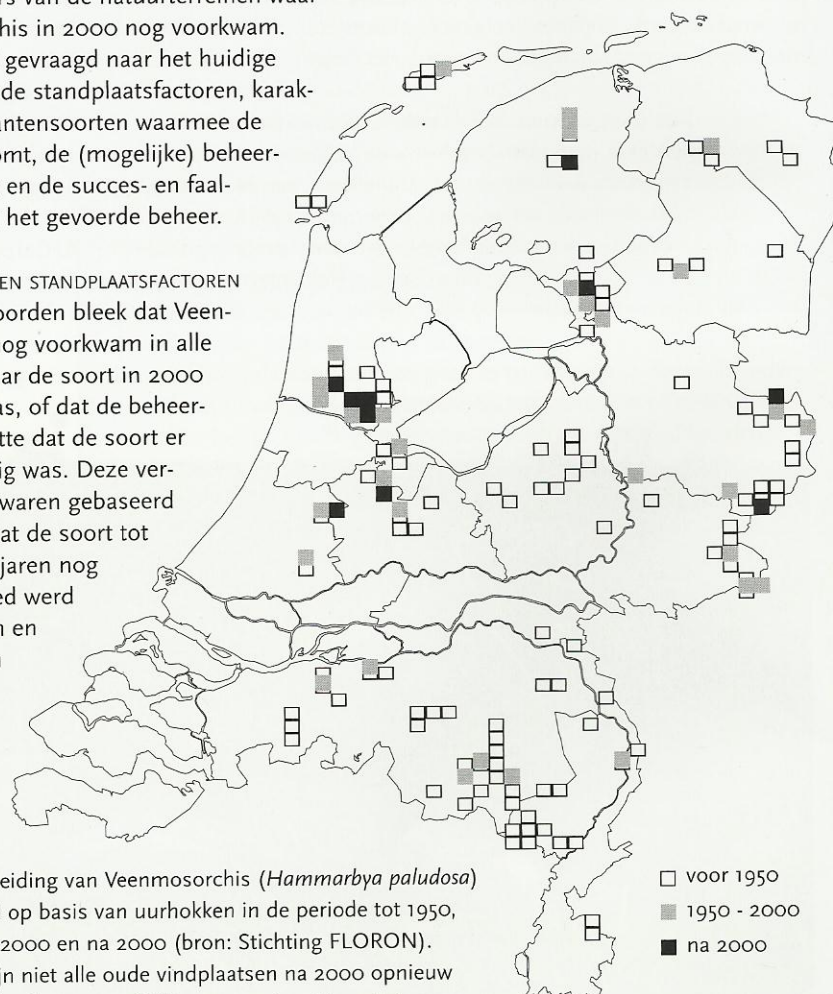 rs van de natuurterreinen waar
his in 2000 nog voorkwam.
gevraagd naar het huidige
de standplaatsfactoren, karak-
antensoorten waarmee de
omt, de (mogelijke) beheer-
en de succes- en faal-
het gevoerde beheer.
EN STANDPLAATSFACTOREN
oorden bleek dat Veen-
nog voorkwam in alle
ar de soort in 2000
as, of dat de beheer-
tte dat de soort er
ig was. Deze ver-
waren gebaseerd
at de soort tot
jaren nog
ed werd
n en
eiding van Veenmosorchis (Hammarbya paludosa)
op basis van uurhokken in de periode tot 1950,
2000 en na 2000 (bron: Stichting FLORON).
jn niet alle oude vindplaatsen na 2000 opnieuw
voor 1950
1950 - 2000
na 2000